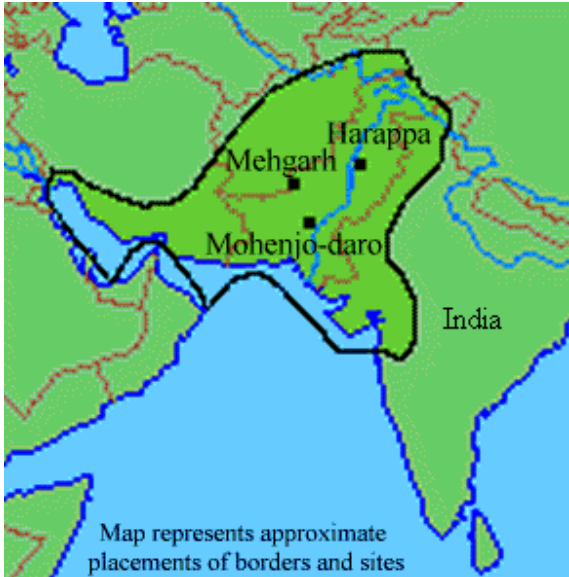 Harappa
Mehgarh
Mohenjo-daro
India
Map represents approximate
placements of borders and sites